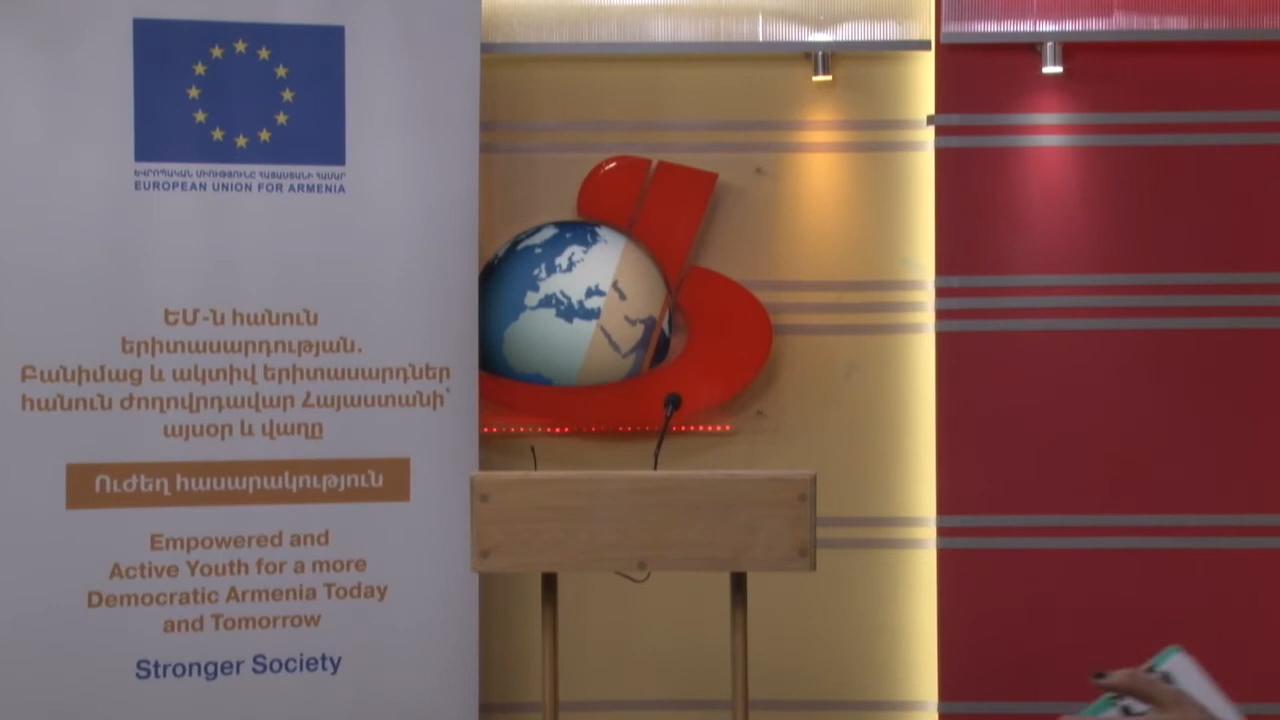 ԵՎՐՈՊԱԿԱՆ ՄԻՈՒԹՅՈՒՆԸ ՀԱՅԱՍՏԱՆԻ ՀԱՄԱՐ
EUROPEAN UNION FOR ARMENIA
ԵՄ-ն հանուն
երիտասարդության.
Բանիմաց և ակտիվ երիտասարդներ
հանուն ժողովրդավար Հայաստանի՝
այսօր և վաղը
Ուժեղ հասարակություն
Empowered and
Active Youth for a more
Democratic Armenia Today
and Tomorrow
Stronger Society